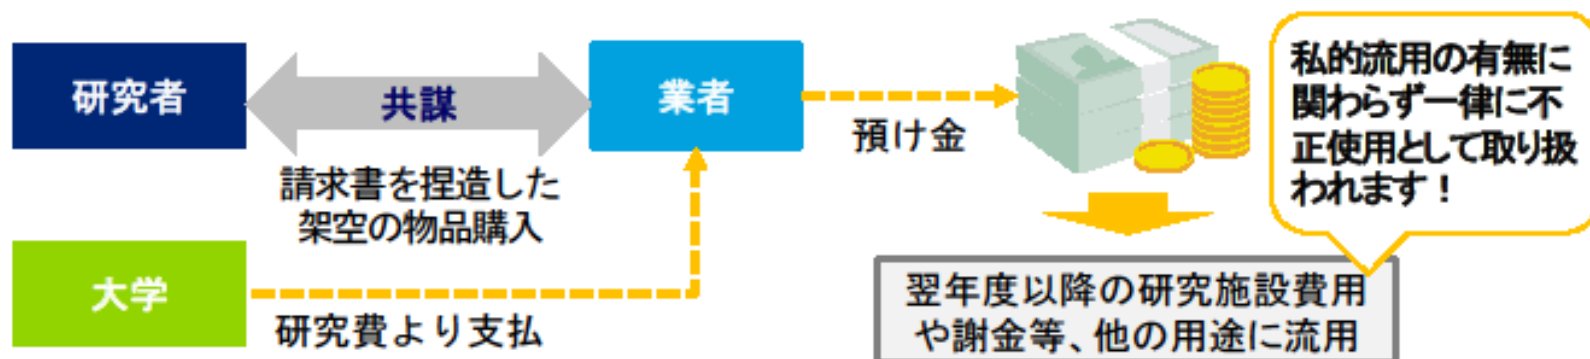 研究者
共謀
業者
請求書を捏造した
架空の物品購入
大学
研究費より支払
預け金
私的流用の有無に
関わらず一律に不
正使用として取り扱
われます！
翌年度以降の研究施設費用
や謝金等、他の用途に流用